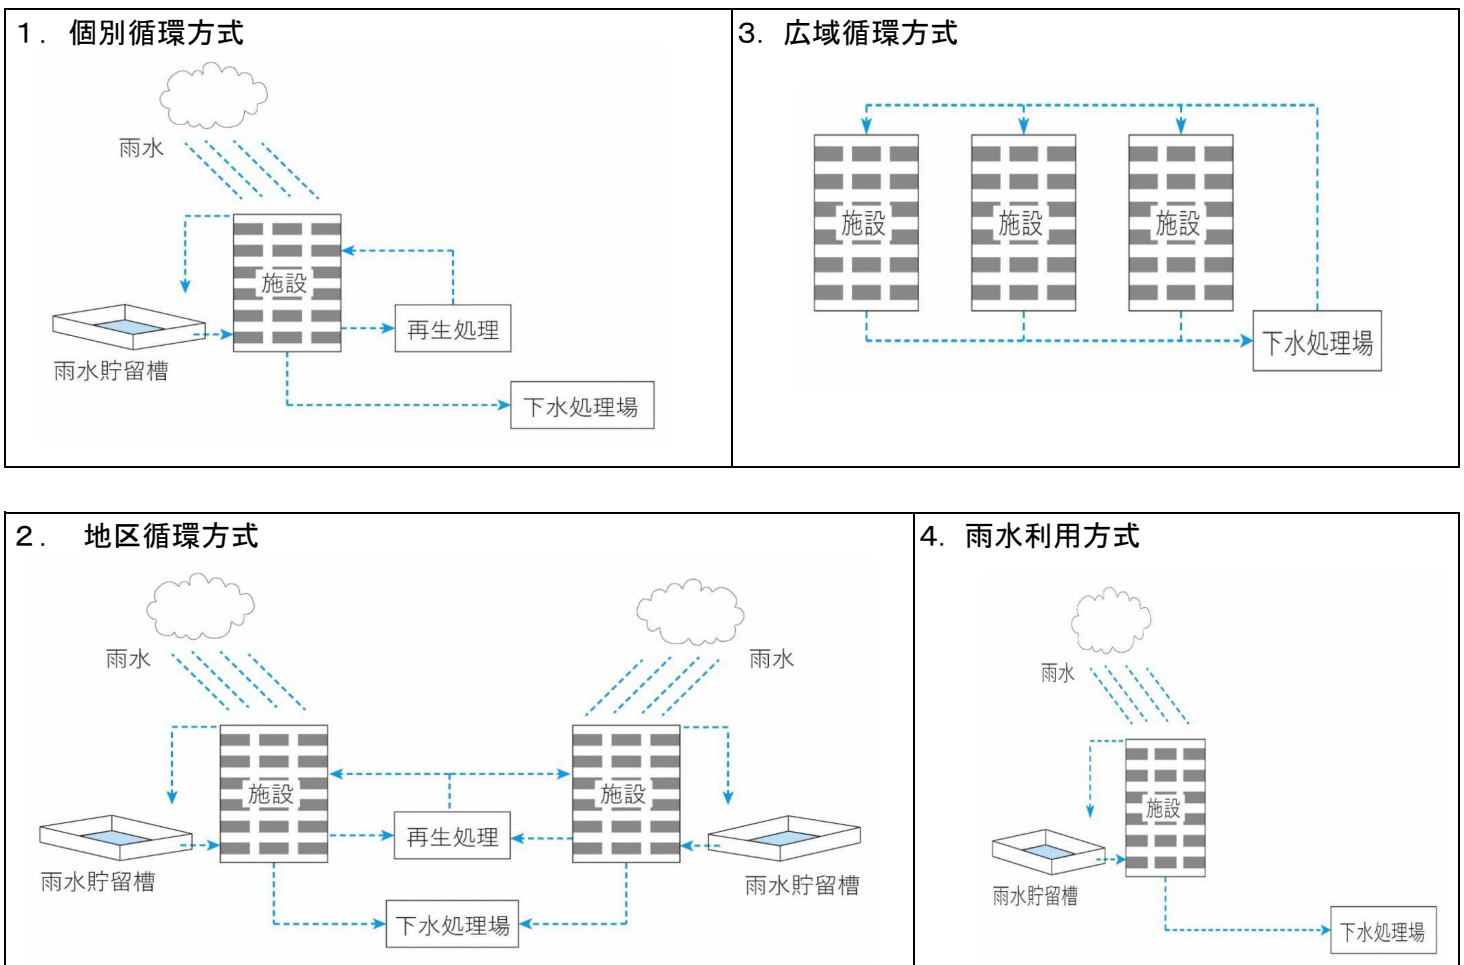 １． 個別循環方式
雨水
施設
再生処理
雨水貯留槽
下水処理場
３． 広域循環方式
施設 施設 施設
下水処理場
２． 地区循環方式
雨水 雨水
施設 施設
再生処理
雨水貯留槽 雨水貯留槽
下水処理場
４． 雨水利用方式
雨水
施設
雨水貯留槽
下水処理場